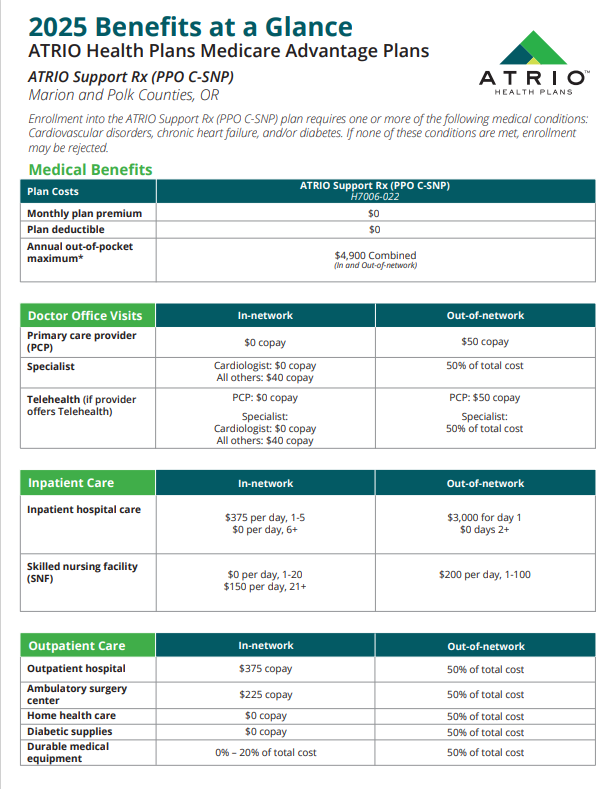 2025 Benefits at a Glance
ATRIO Health Plans Medicare Advantage Plans
ATRIO Support Rx (PPO C-SNP)
Marion and Polk Counties, OR
ATRIO™
HEALTH PLANS
Enrollment into the ATRIO Support Rx (PPO C-SNP) plan requires one or more of the following medical conditions:
Cardiovascular disorders, chronic heart failure, and/or diabetes. If none of these conditions are met, enrollment
may be rejected.
Medical Benefits
Plan Costs
ATRIO Support Rx (PPO C-SNP)
H7006-022
Monthly plan premium
$0
Plan deductible
$0
Annual out-of-pocket
maximum*
$4,900 Combined
(In and Out-of-network)
Doctor Office Visits
In-network
Out-of-network
Primary care provider
(PCP)
$0 copay
$50 copay
Specialist
Cardiologist: $0 copay
All others: $40 copay
50% of total cost
Telehealth (if provider
offers Telehealth)
PCP: $0 copay
Specialist:
Cardiologist: $0 copay
All others: $40 copay
PCP: $50 copay
Specialist:
50% of total cost
Inpatient Care
In-network
Out-of-network
Inpatient hospital care
$375 per day, 1-5
$0 per day, 6+
$3,000 for day 1
$0 days 2+
Skilled nursing facility
(SNF)
$0 per day, 1-20
$150 per day, 21+
$200 per day, 1-100
Outpatient Care
In-network
Out-of-network
Outpatient hospital
$375 copay
50% of total cost
Ambulatory surgery
center
$225 copay
50% of total cost
Home health care
$0 copay
50% of total cost
Diabetic supplies
$0 copay
50% of total cost
Durable medical
equipment
0% – 20% of total cost
50% of total cost